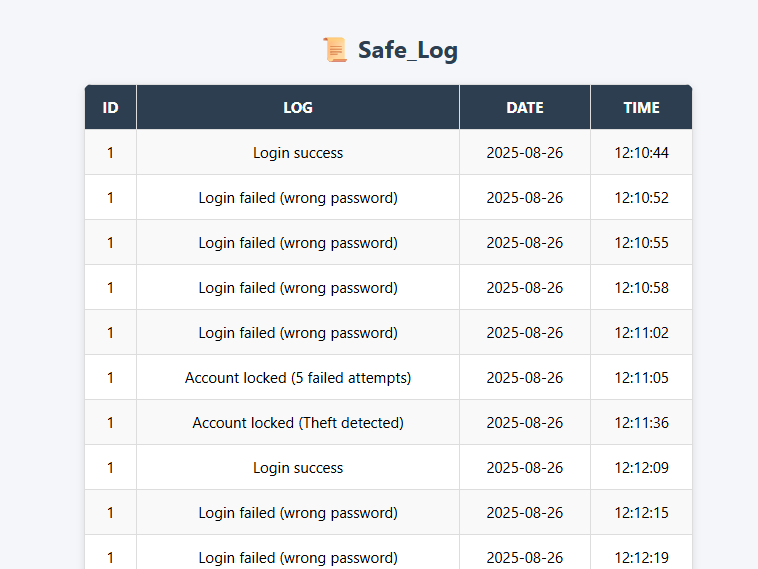 📜 Safe_Log
ID LOG DATE TIME
1 Login success 2025-08-26 12:10:44
1 Login failed (wrong password) 2025-08-26 12:10:52
1 Login failed (wrong password) 2025-08-26 12:10:55
1 Login failed (wrong password) 2025-08-26 12:10:58
1 Login failed (wrong password) 2025-08-26 12:11:02
1 Account locked (5 failed attempts) 2025-08-26 12:11:05
1 Account locked (Theft detected) 2025-08-26 12:11:36
1 Login success 2025-08-26 12:12:09
1 Login failed (wrong password) 2025-08-26 12:12:15
1 Login failed (wrong password) 2025-08-26 12:12:19